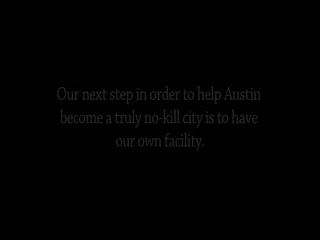 Our next step in order to help Austin
become a truly no-kill city is to have
our own facility.